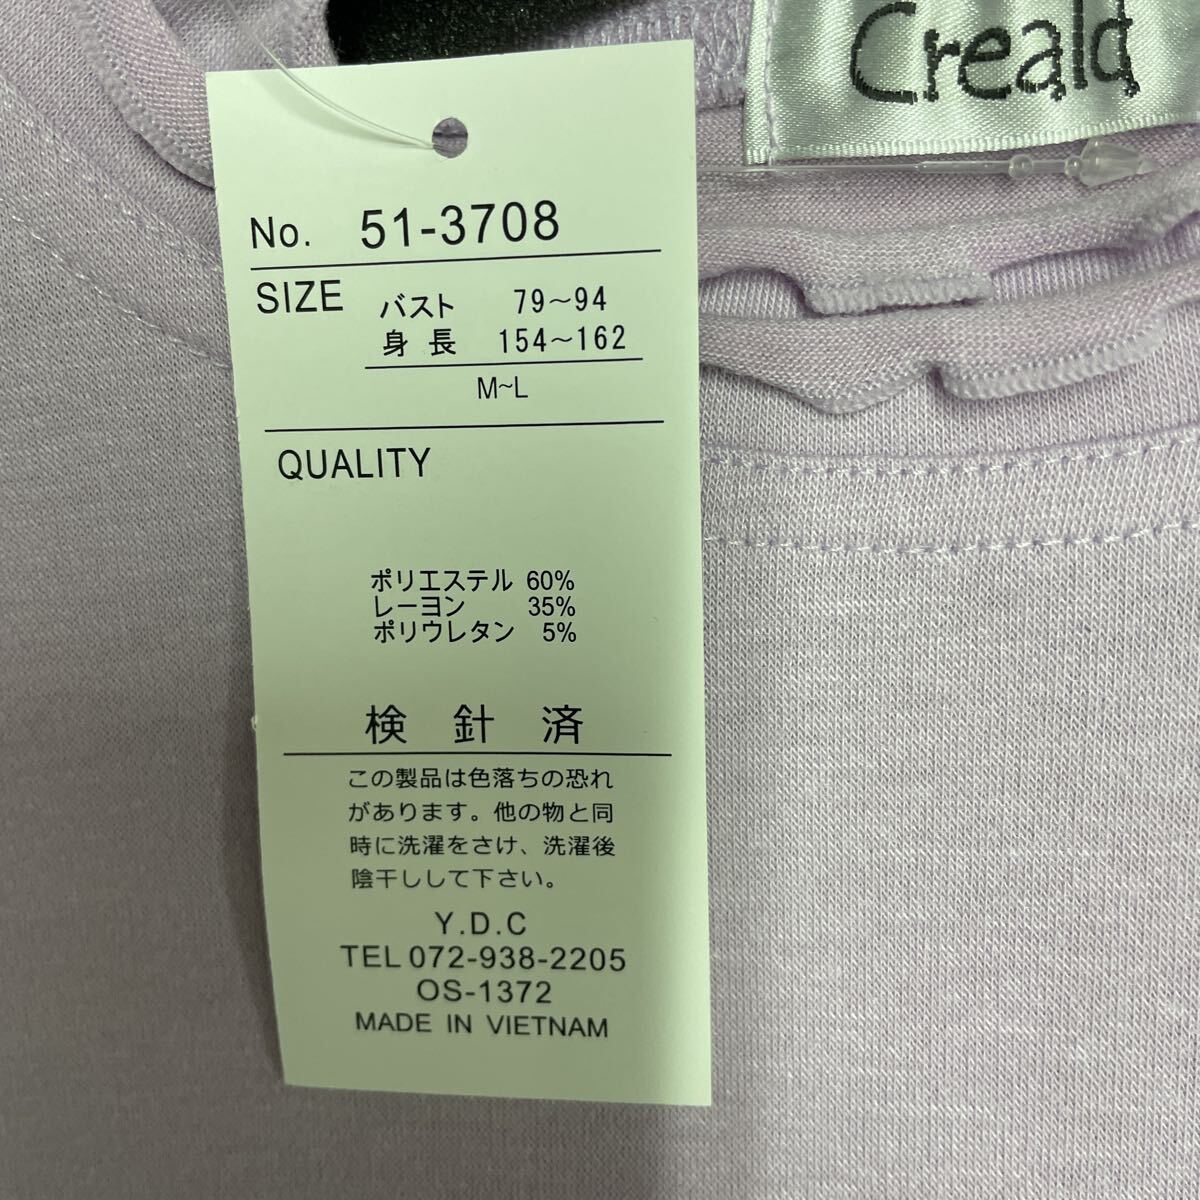 Creald
No. 51-3708
SIZE バスト 79～94
身長 154～162
M~L
QUALITY
ポリエステル 60%
レーヨン 35%
ポリウレタン 5%
検針済
この製品は色落ちの恐れ
があります。他の物と同
時に洗濯をさけ、洗濯後
陰干しして下さい。
Y.D.C
TEL 072-938-2205
OS-1372
MADE IN VIETNAM